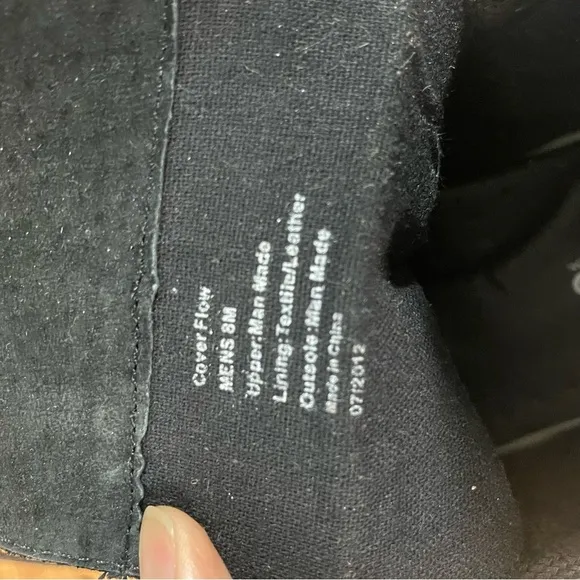 Cover Flow
MENS 8M
Upper:Man Made
Lining:Textile/Leather
Outsole:Man Made
Made in China
07/2012